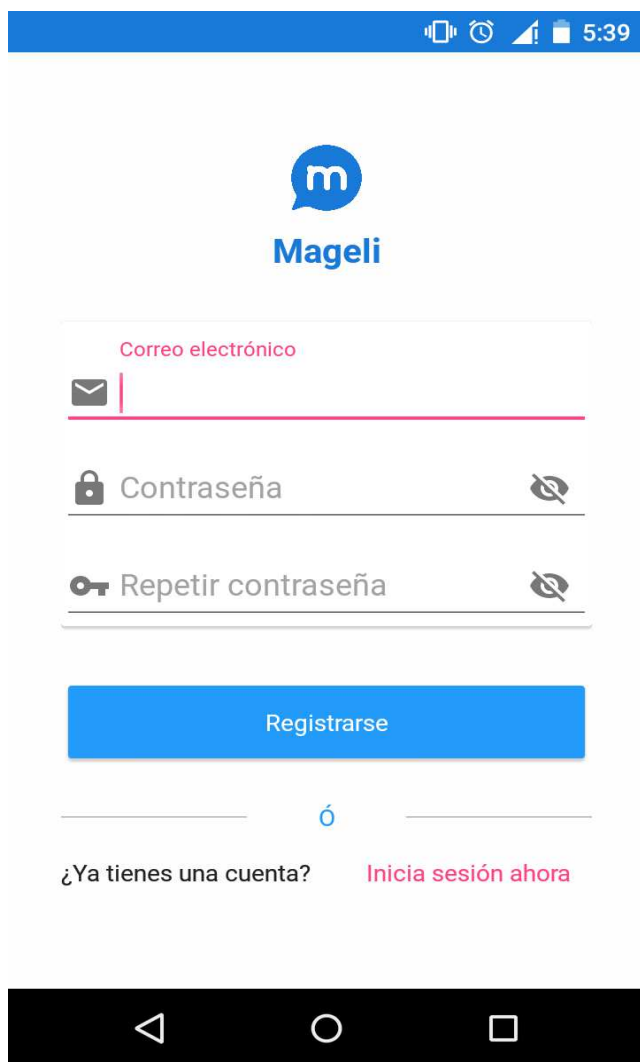 5:39
m
Mageli
Correo electrónico
Contraseña
Repetir contraseña
Registrarse
Ó
¿Ya tienes una cuenta? Inicia sesión ahora